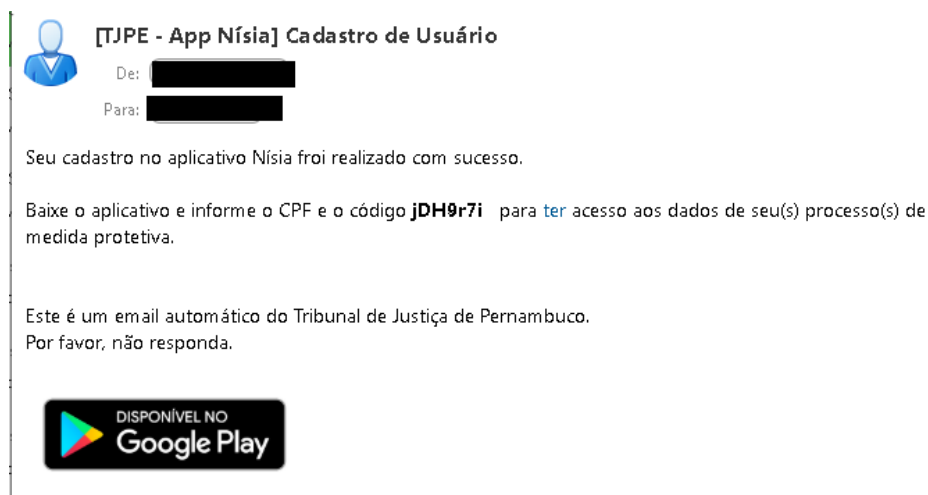 [TJPE - App Nísia] Cadastro de Usuário
De:
Para:
Seu cadastro no aplicativo Nísia froi realizado com sucesso.
Baixe o aplicativo e informe o CPF e o código jDH9r7i para ter acesso aos dados de seu(s) processo(s) de
medida protetiva.
Este é um email automático do Tribunal de Justiça de Pernambuco.
Por favor, não responda.
DISPONÍVEL NO
Google Play